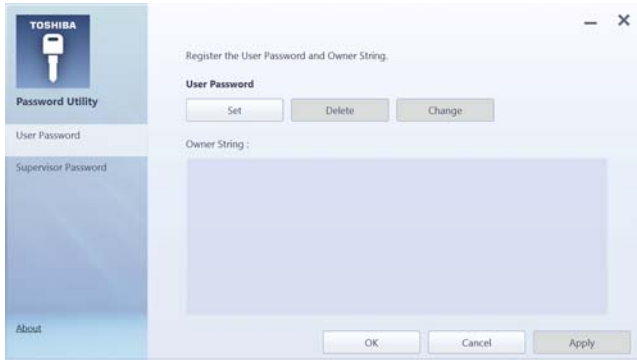 TOSHIBA
Password Utility
User Password
Supervisor Password
About
Register the User Password and Owner String.
User Password
Set Delete Change
Owner String :
OK Cancel Apply